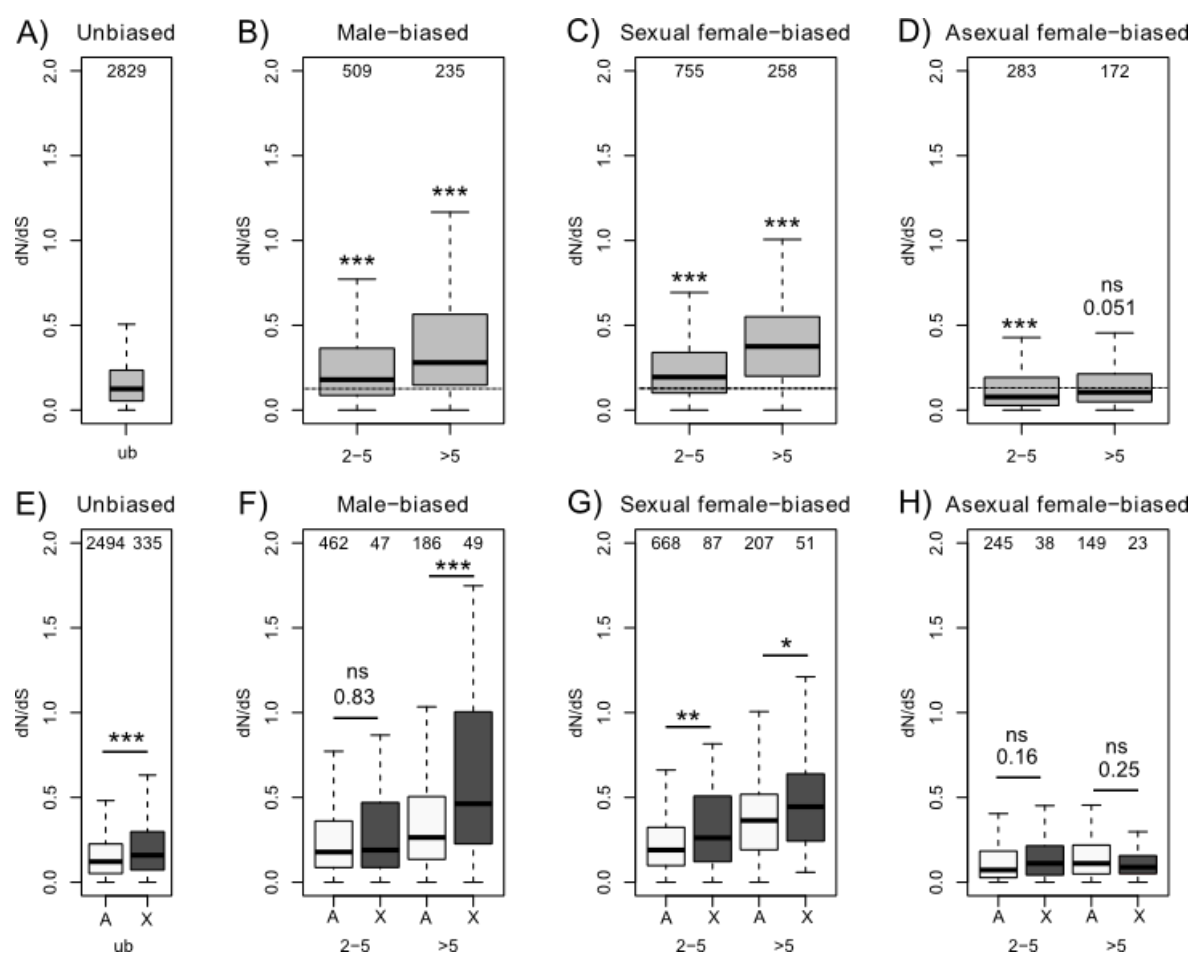 A) Unbiased B) Male−biased C) Sexual female−biased D) Asexual female−biased
2829 509 235 755 258 283 172
2.0 2.0 2.0 2.0
1.5 1.5 1.5 1.5
*** ***
dN/dS dN/dS dN/dS dN/dS
1.0 1.0 1.0 1.0
*** *** ns
*** 0.051
0.5 0.5 0.5 0.5
0.0 0.0 0.0 0.0
ub 2−5 >5 2−5 >5 2−5 >5
E) Unbiased F) Male−biased G) Sexual female−biased H) Asexual female−biased
2494 335 462 47 186 49 668 87 207 51 245 38 149 23
2.0 2.0 2.0 2.0
***
1.5 1.5 1.5 1.5
*
ns
0.83
dN/dS dN/dS dN/dS dN/dS
1.0 1.0 1.0 1.0
*** ** ns ns
0.16 0.25
0.5 0.5 0.5 0.5
0.0 0.0 0.0 0.0
A X A X A X A X A X A X A X
ub 2−5 >5 2−5 >5 2−5 >5